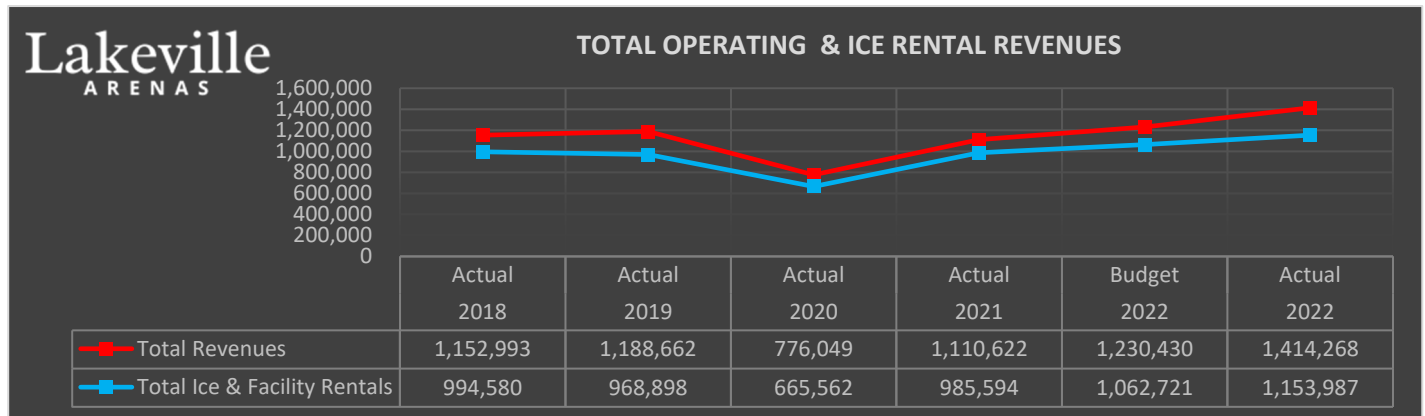 Lakeville
ARENAS
TOTAL OPERATING & ICE RENTAL REVENUES
1,600,000
1,400,000
1,200,000
1,000,000
800,000
600,000
400,000
200,000
0
Actual Actual Actual Actual Budget Actual
2018 2019 2020 2021 2022 2022
Total Revenues 1,152,993 1,188,662 776,049 1,110,622 1,230,430 1,414,268
Total Ice & Facility Rentals 994,580 968,898 665,562 985,594 1,062,721 1,153,987